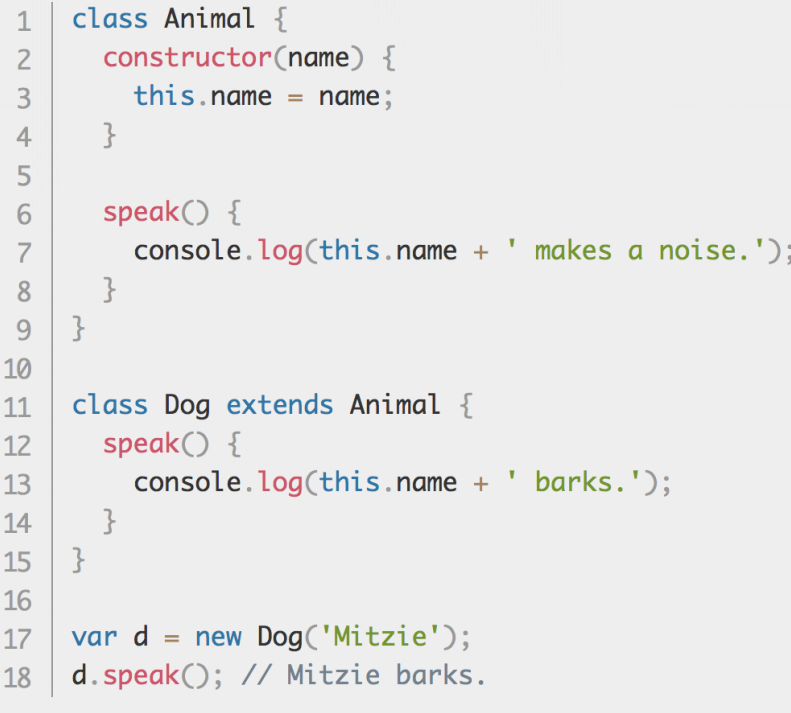 1 class Animal {
2   constructor(name) {
3     this.name = name;
4   }
5
6   speak() {
7     console.log(this.name + ' makes a noise.');
8   }
9 }
10
11 class Dog extends Animal {
12   speak() {
13     console.log(this.name + ' barks.');
14   }
15 }
16
17 var d = new Dog('Mitzie');
18 d.speak(); // Mitzie barks.